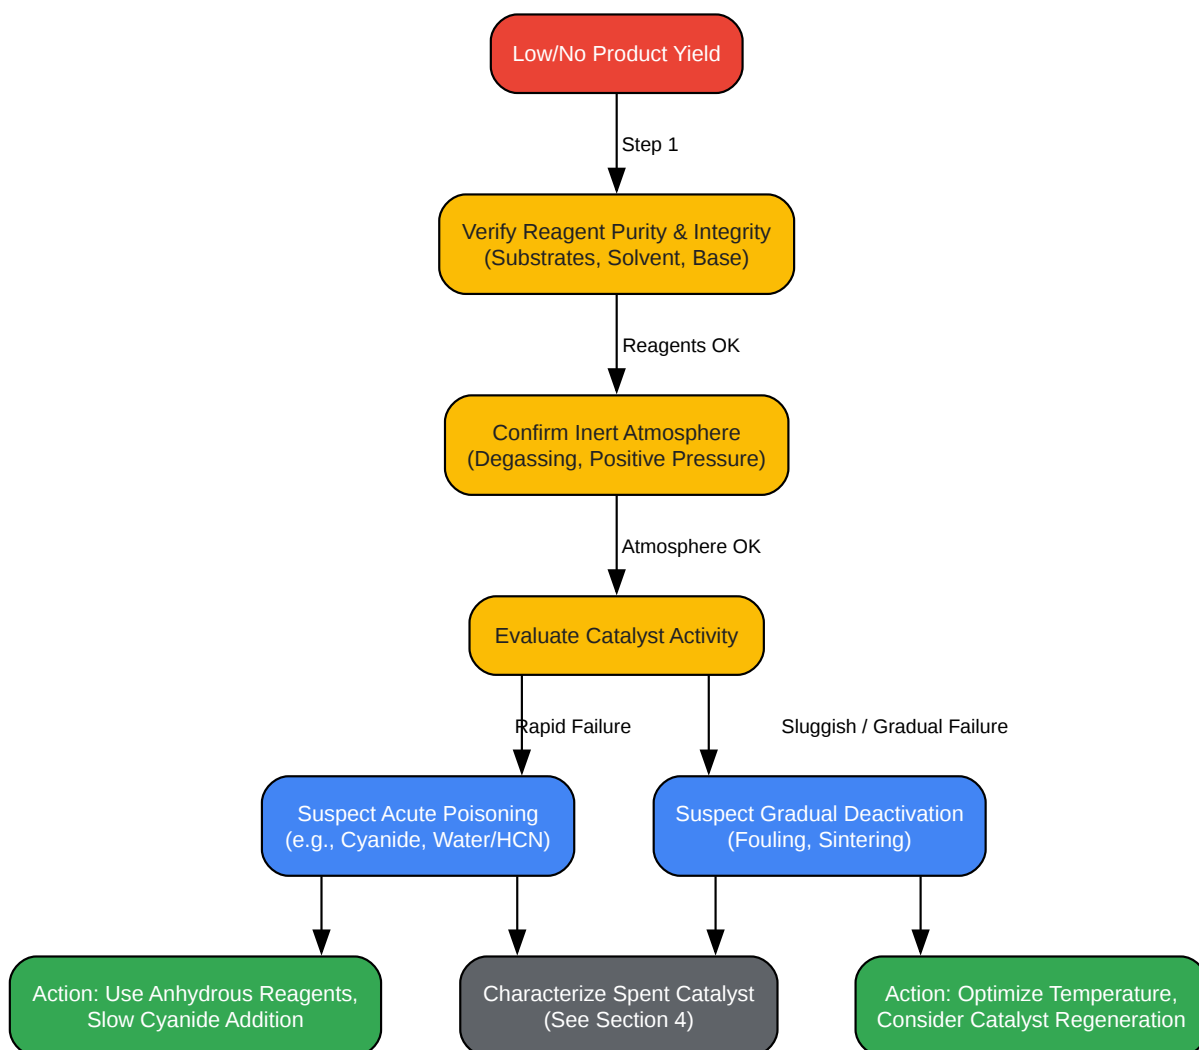 Low/No Product Yield
Step 1
Verify Reagent Purity & Integrity
(Substrates, Solvent, Base)
Reagents OK
Confirm Inert Atmosphere
(Degassing, Positive Pressure)
Atmosphere OK
Evaluate Catalyst Activity
Rapid Failure
Sluggish / Gradual Failure
Suspect Acute Poisoning
(e.g., Cyanide, Water/HCN)
Suspect Gradual Deactivation
(Fouling, Sintering)
Action: Use Anhydrous Reagents,
Slow Cyanide Addition
Characterize Spent Catalyst
(See Section 4)
Action: Optimize Temperature,
Consider Catalyst Regeneration